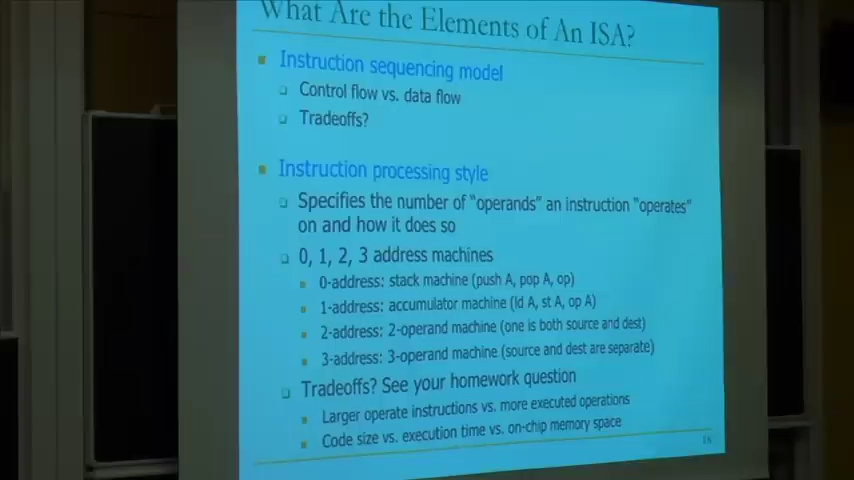 What Are the Elements of An ISA?
Instruction sequencing model
Control flow vs. data flow
Tradeoffs?
Instruction processing style
Specifies the number of "operands" an instruction "operates"
on and how it does so
0, 1, 2, 3 address machines
0-address: stack machine (push A, pop A, op)
1-address: accumulator machine (ld A, st A, op A)
2-address: 2-operand machine (one is both source and dest)
3-address: 3-operand machine (source and dest are separate)
Tradeoffs? See your homework question
Larger operate instructions vs. more executed operations
Code size vs. execution time vs. on-chip memory space